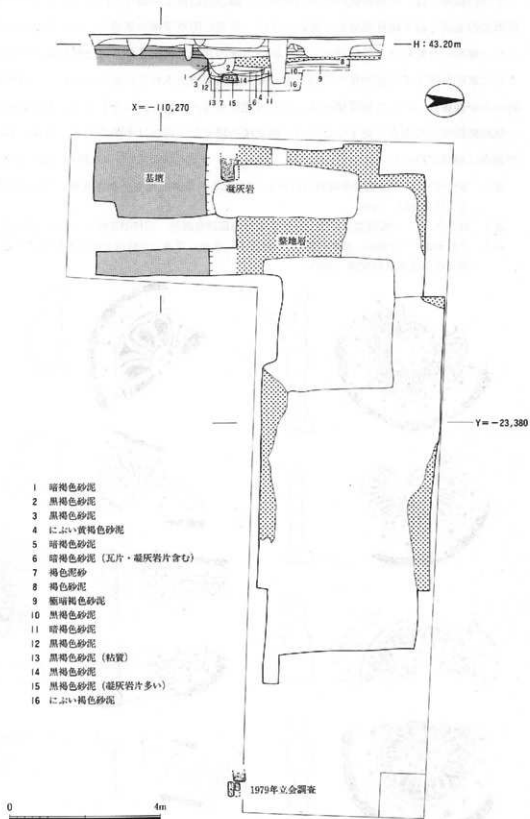 H：43.20m
X＝−110,270
基壇
凝灰岩
整地層
Y＝−23,380
1 暗褐色砂泥
2 黒褐色砂泥
3 黒褐色砂泥
4 にぶい黄褐色砂泥
5 暗褐色砂泥
6 暗褐色砂泥（瓦片・凝灰岩片含む）
7 褐色泥砂
8 褐色砂泥
9 極暗褐色砂泥
10 黒褐色砂泥
11 暗褐色砂泥
12 黒褐色砂泥
13 黒褐色砂泥（粘質）
14 黒褐色砂泥
15 黒褐色砂泥（凝灰岩片多い）
16 にぶい褐色砂泥
1979年立会調査
0 4m